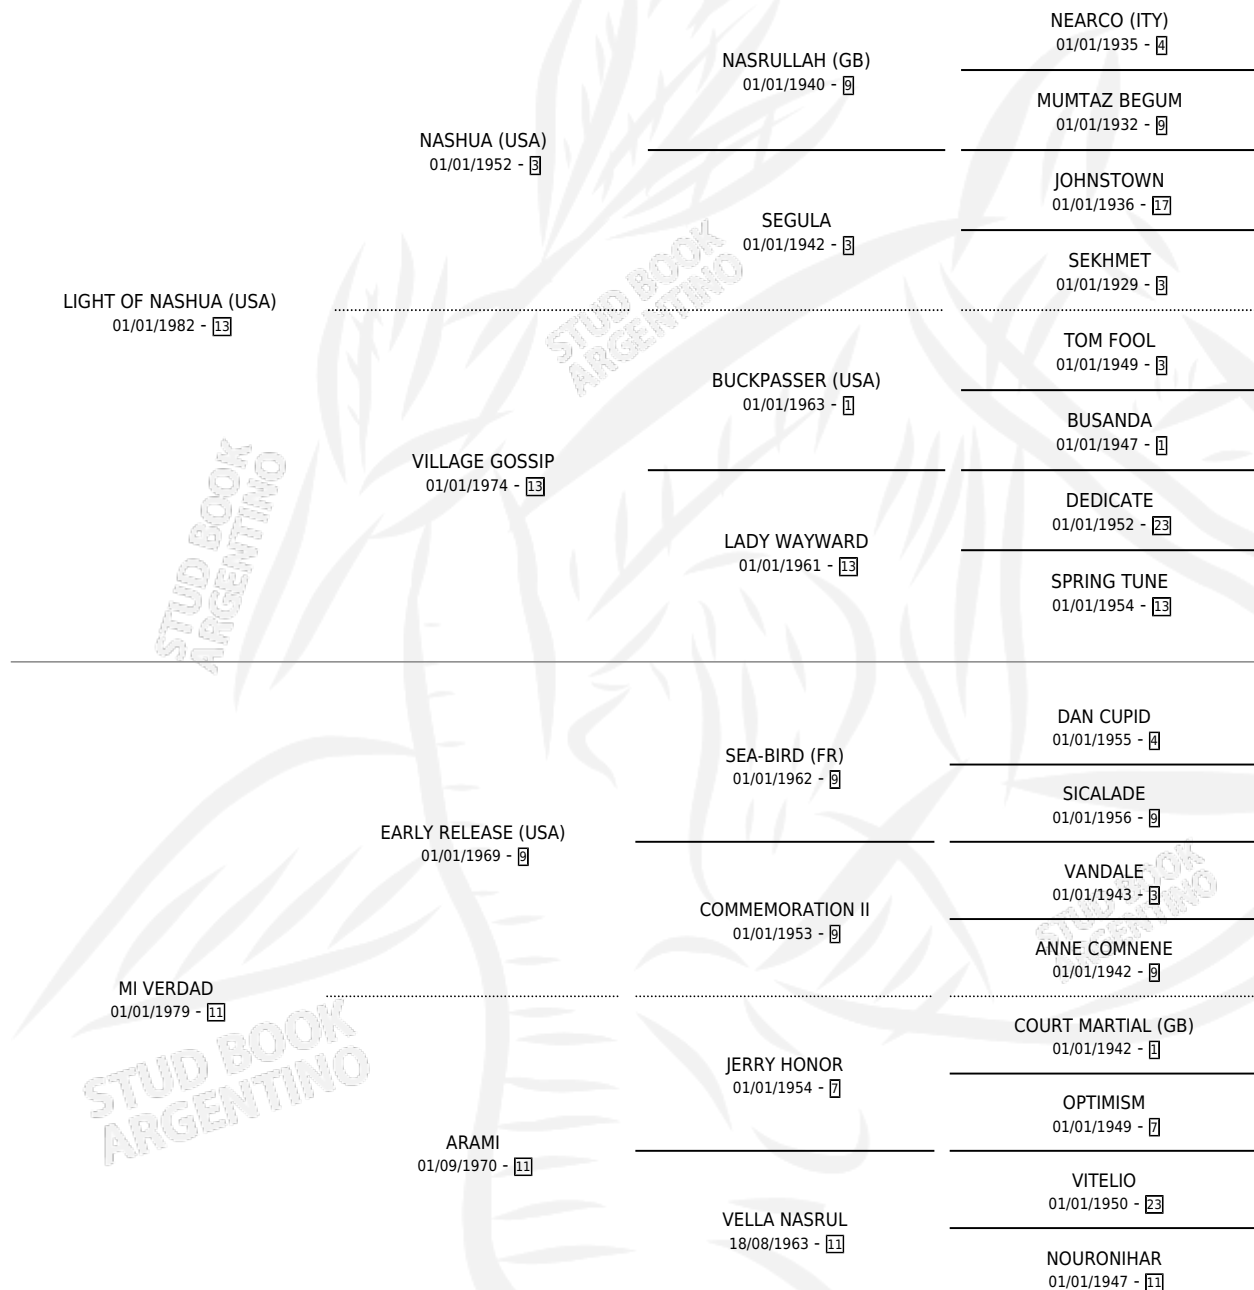 NEARCO (ITY)
01/01/1935 - 4
NASRULLAH (GB)
01/01/1940 - 9
MUMTAZ BEGUM
01/01/1932 - 9
NASHUA (USA)
01/01/1952 - 3
JOHNSTOWN
01/01/1936 - 17
SEGULA
01/01/1942 - 3
SEKHMET
01/01/1929 - 3
LIGHT OF NASHUA (USA)
01/01/1982 - 13
TOM FOOL
01/01/1949 - 3
BUCKPASSER (USA)
01/01/1963 - 1
BUSANDA
01/01/1947 - 1
VILLAGE GOSSIP
01/01/1974 - 13
DEDICATE
01/01/1952 - 23
LADY WAYWARD
01/01/1961 - 13
SPRING TUNE
01/01/1954 - 13
DAN CUPID
01/01/1955 - 4
SEA-BIRD (FR)
01/01/1962 - 9
SICALADE
01/01/1956 - 9
EARLY RELEASE (USA)
01/01/1969 - 9
VANDALE
01/01/1943 - 3
COMMEMORATION II
01/01/1953 - 9
ANNE COMNENE
01/01/1942 - 9
MI VERDAD
01/01/1979 - 11
COURT MARTIAL (GB)
01/01/1942 - 1
JERRY HONOR
01/01/1954 - 7
OPTIMISM
01/01/1949 - 7
ARAMI
01/09/1970 - 11
VITELIO
01/01/1950 - 23
VELLA NASRUL
18/08/1963 - 11
NOURONIHAR
01/01/1947 - 11
STUD BOOK
ARGENTINO
STUD BOOK
ARGENTINO
STUD BOOK
ARGENTINO
STUD BOOK
ARGENTINO